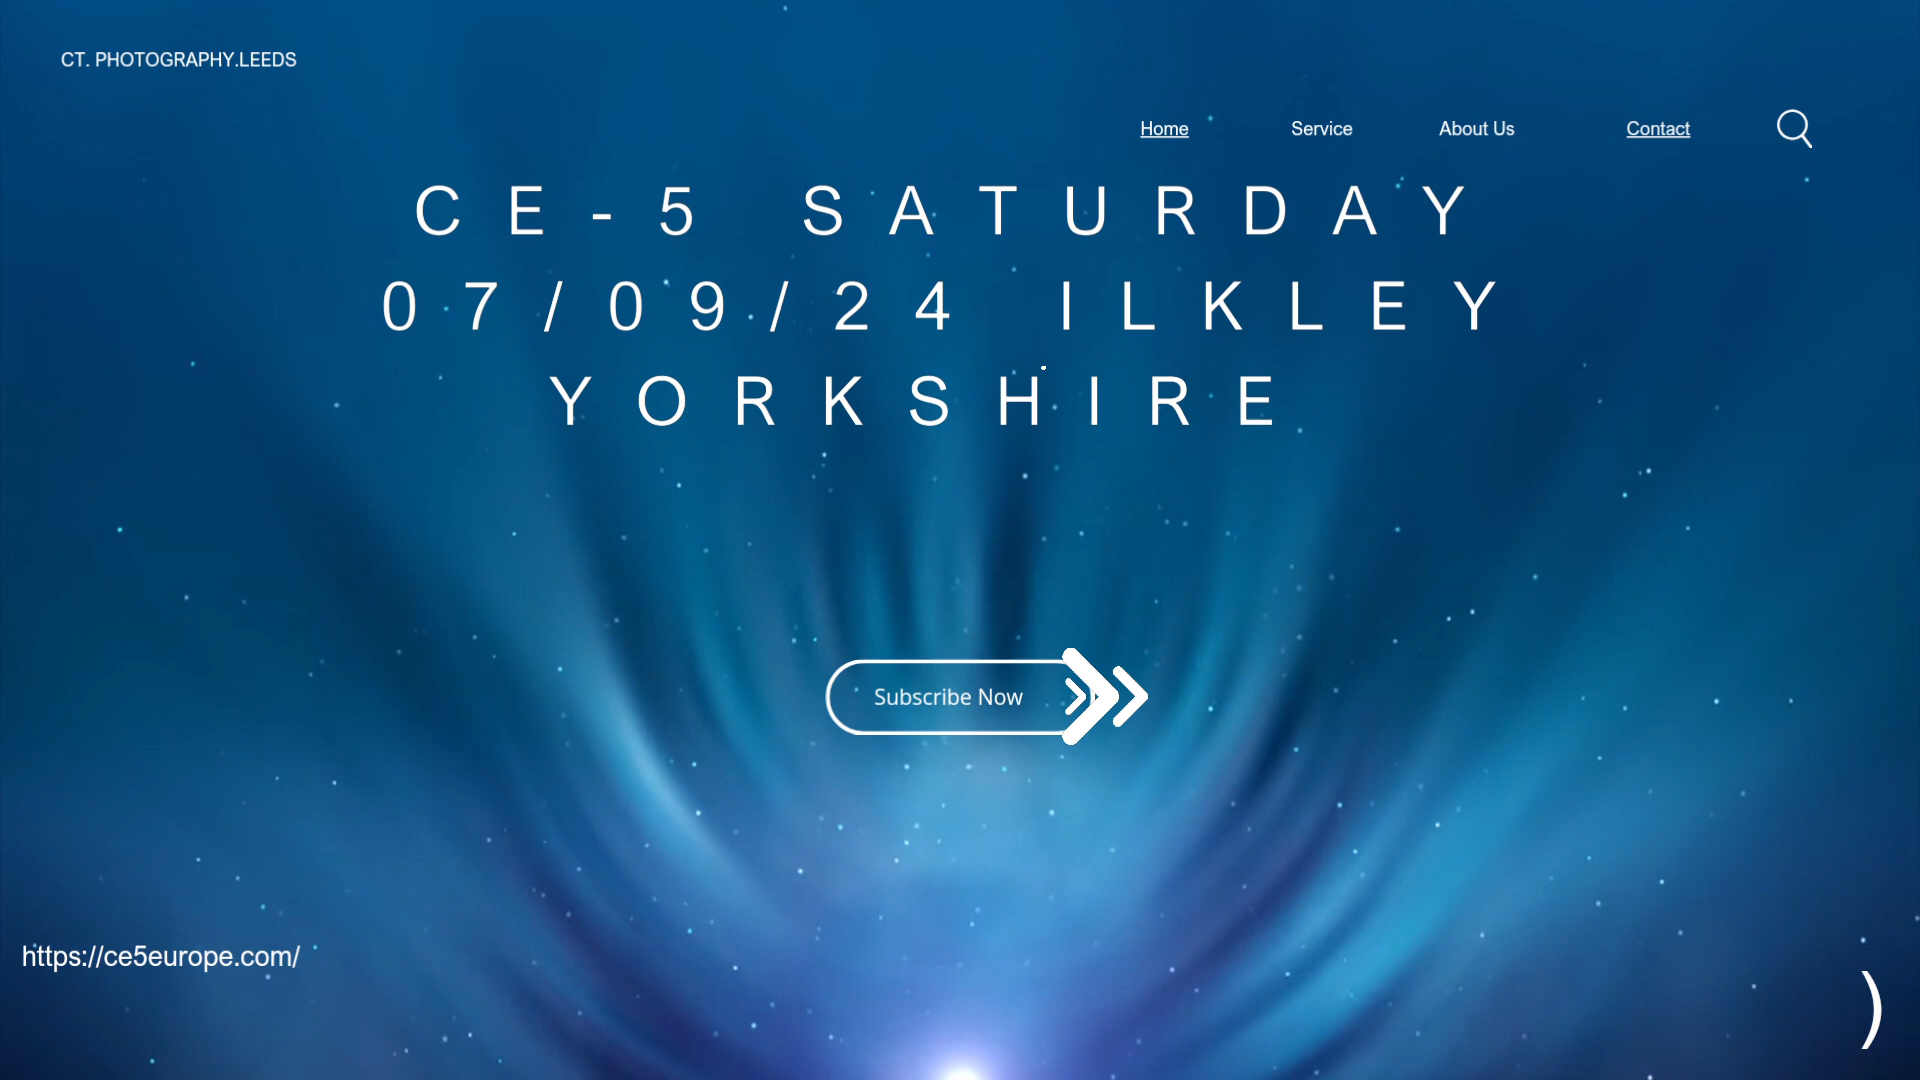 CT. PHOTOGRAPHY.LEEDS
Home Service About Us Contact
CE-5 SATURDAY
07/09/24 ILKLEY
YORKSHIRE
Subscribe Now
https://ce5europe.com/
)